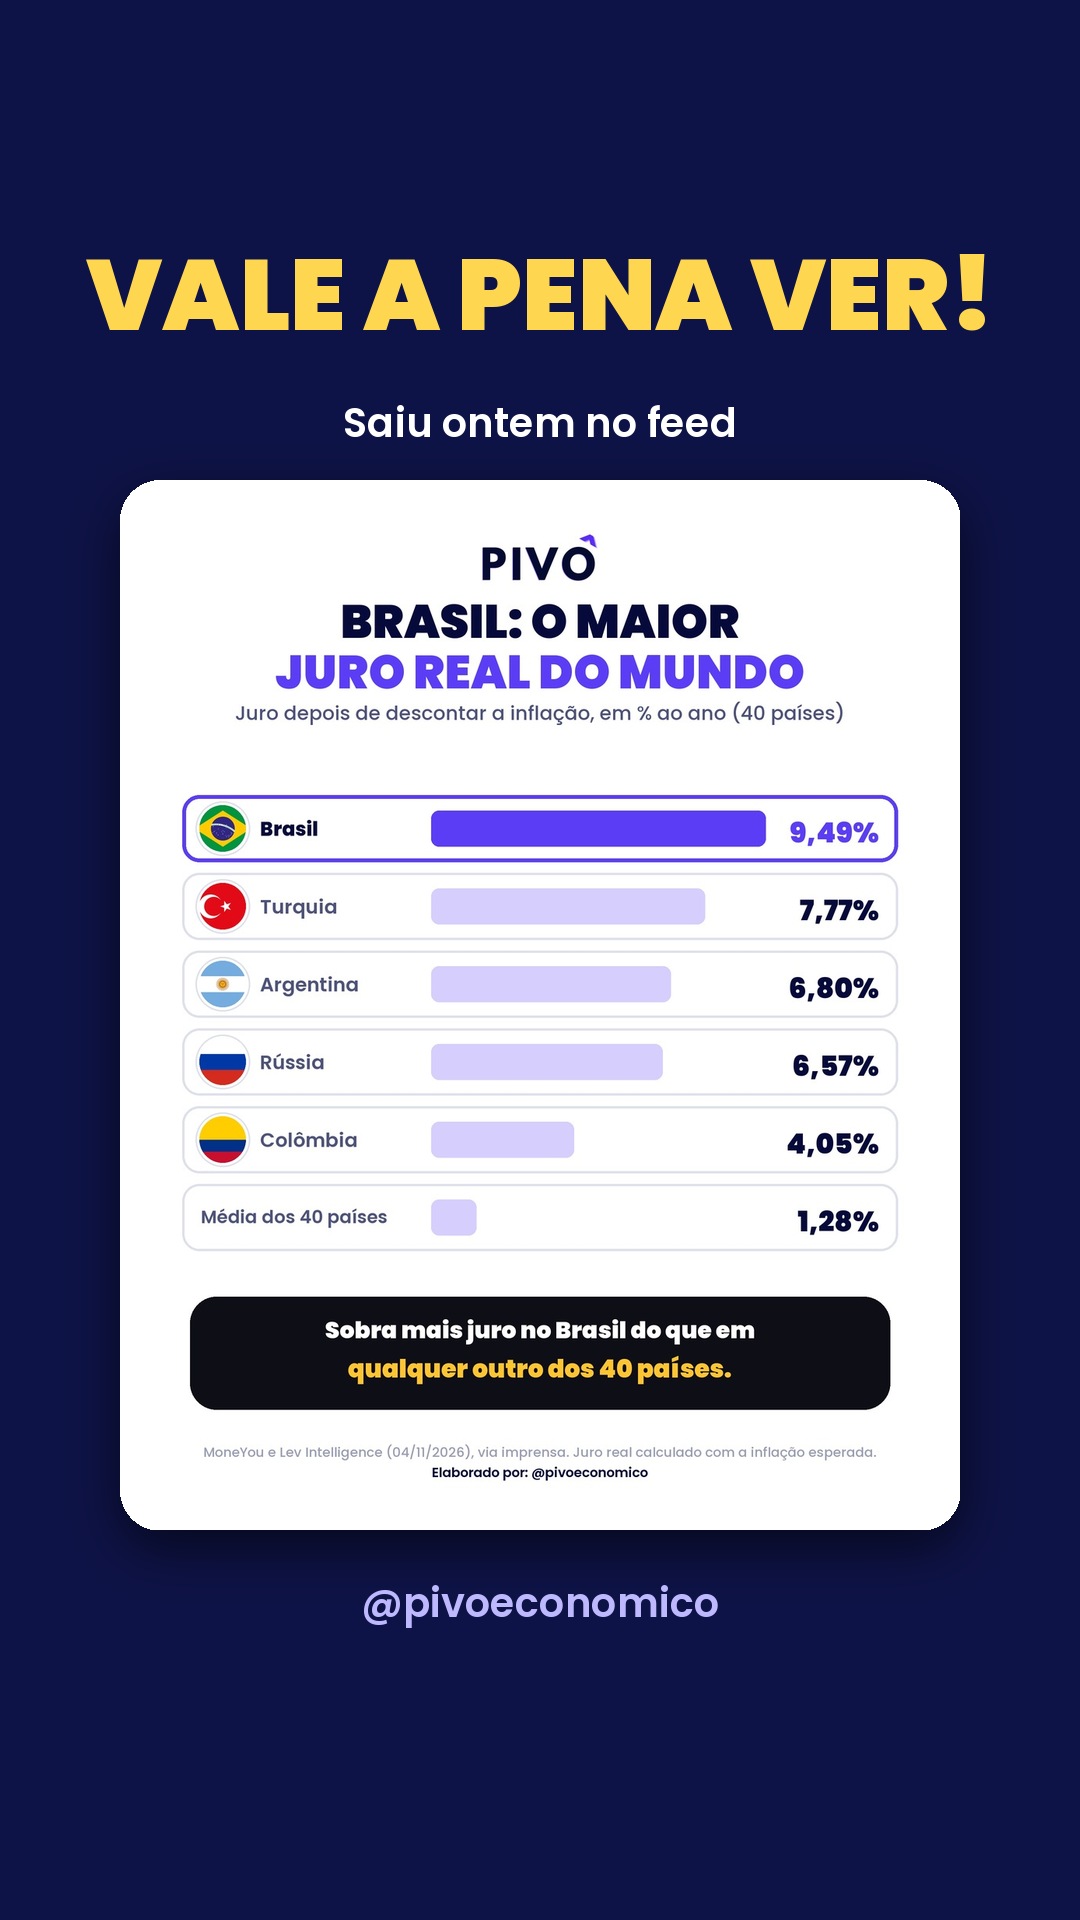 VALE A PENA VER!
Saiu ontem no feed
PIVÔ
BRASIL: O MAIOR
JURO REAL DO MUNDO
Juro depois de descontar a inflação, em % ao ano (40 países)
Brasil 9,49%
Turquia 7,77%
Argentina 6,80%
Rússia 6,57%
Colômbia 4,05%
Média dos 40 países 1,28%
Sobra mais juro no Brasil do que em
qualquer outro dos 40 países.
MoneYou e Lev Intelligence (04/11/2026), via imprensa. Juro real calculado com a inflação esperada.
Elaborado por: @pivoeconomico
@pivoeconomico